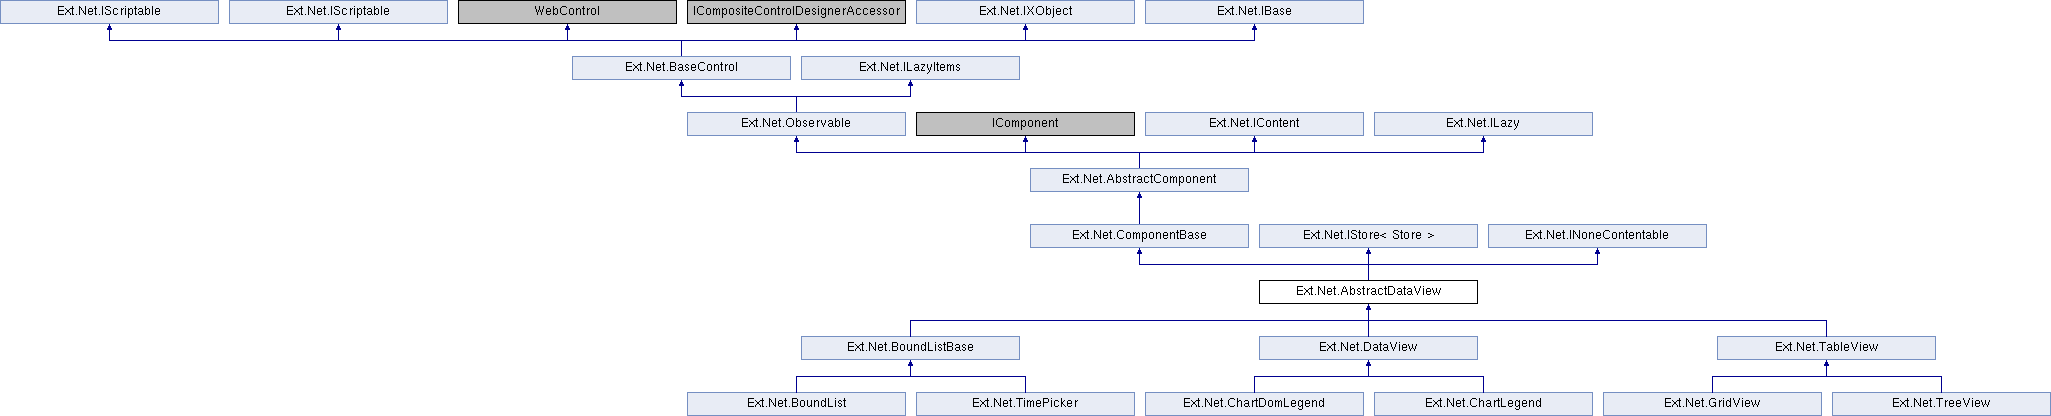 Ext.Net.IScriptable
Ext.Net.IScriptable
WebControl
ICompositeControlDesignerAccessor
Ext.Net.IXObject
Ext.Net.IBase
Ext.Net.BaseControl
Ext.Net.ILazyItems
Ext.Net.Observable
IComponent
Ext.Net.IContent
Ext.Net.ILazy
Ext.Net.AbstractComponent
Ext.Net.ComponentBase
Ext.Net.IStore< Store >
Ext.Net.INoneContentable
Ext.Net.AbstractDataView
Ext.Net.BoundListBase
Ext.Net.DataView
Ext.Net.TableView
Ext.Net.BoundList
Ext.Net.TimePicker
Ext.Net.ChartDomLegend
Ext.Net.ChartLegend
Ext.Net.GridView
Ext.Net.TreeView